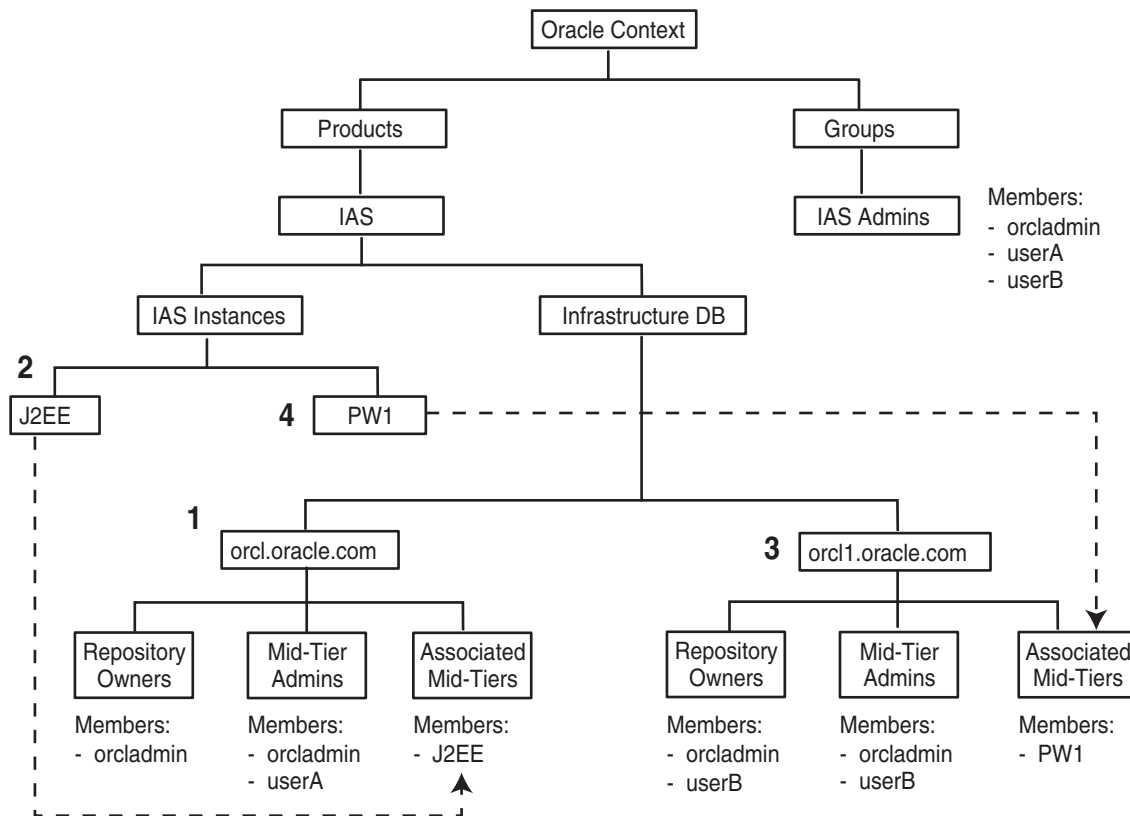 Oracle Context
Products
Groups
IAS
IAS Admins
Members:
- orcladmin
- userA
- userB
IAS Instances
Infrastructure DB
2
J2EE
4
PW1
1
orcl.oracle.com
3
orcl1.oracle.com
Repository
Owners
Members:
- orcladmin
Mid-Tier
Admins
Members:
- orcladmin
- userA
Associated
Mid-Tiers
Members:
- J2EE
Repository
Owners
Members:
- orcladmin
- userB
Mid-Tier
Admins
Members:
- orcladmin
- userB
Associated
Mid-Tiers
Members:
- PW1